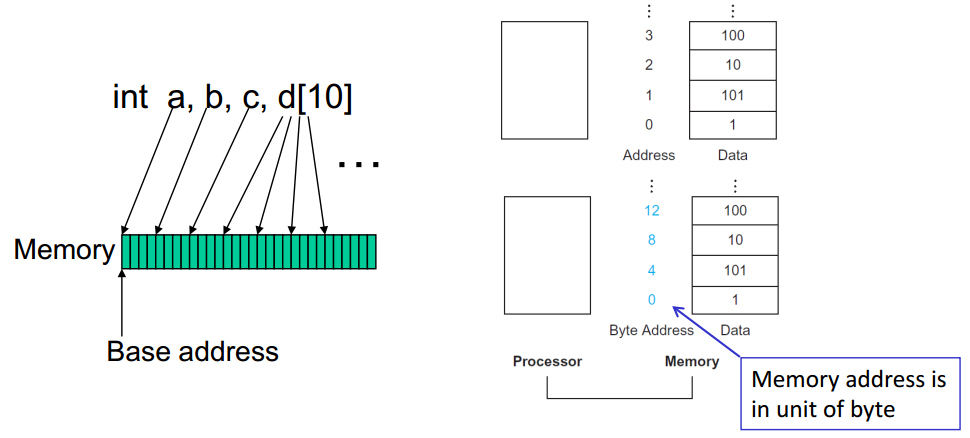 int a, b, c, d[10]
...
Memory
Base address
⋮ ⋮
3 100
2 10
1 101
0 1
Address Data
⋮ ⋮
12 100
8 10
4 101
0 1
Byte Address Data
Processor Memory
Memory address is
in unit of byte